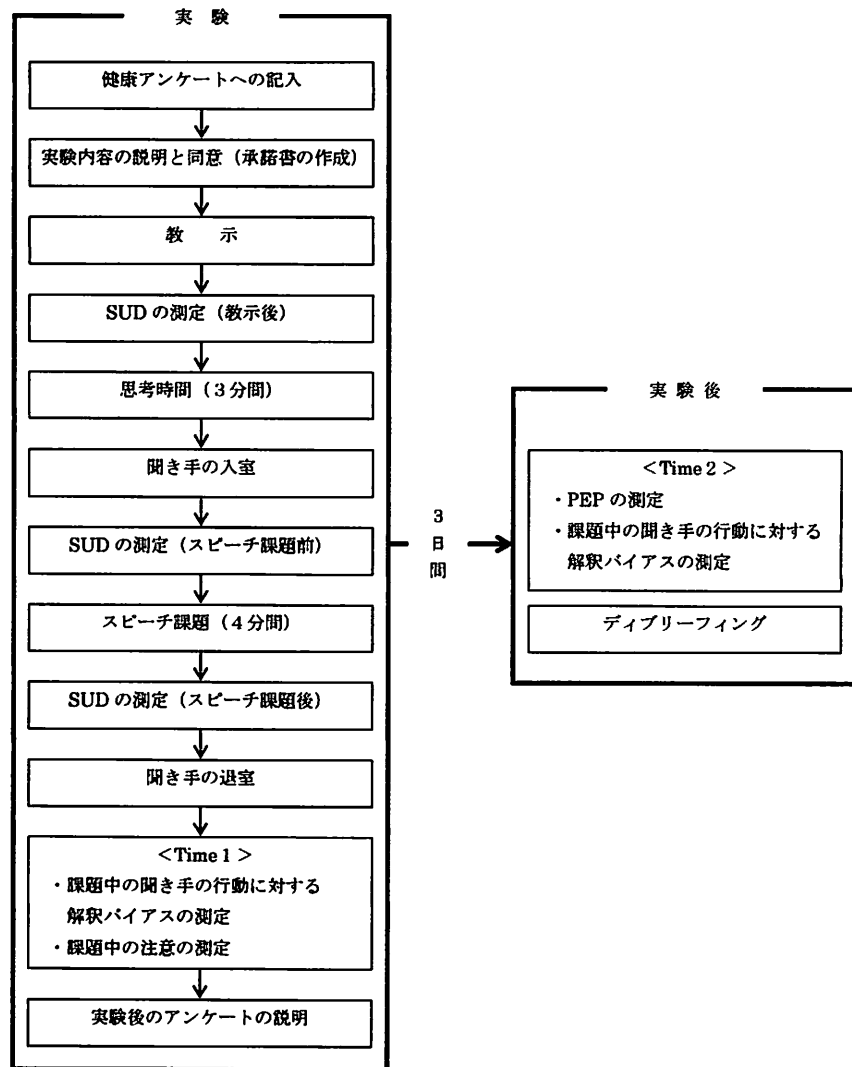 実 験
健康アンケートへの記入
実験内容の説明と同意（承諾書の作成）
教 示
SUD の測定（教示後）
思考時間（３分間）
聞き手の入室
SUD の測定（スピーチ課題前）
スピーチ課題（４分間）
SUD の測定（スピーチ課題後）
聞き手の退室
＜Time 1＞
・課題中の聞き手の行動に対する
解釈バイアスの測定
・課題中の注意の測定
実験後のアンケートの説明
3
日
間
実 験 後
＜Time 2＞
・PEP の測定
・課題中の聞き手の行動に対する
解釈バイアスの測定
ディブリーフィング